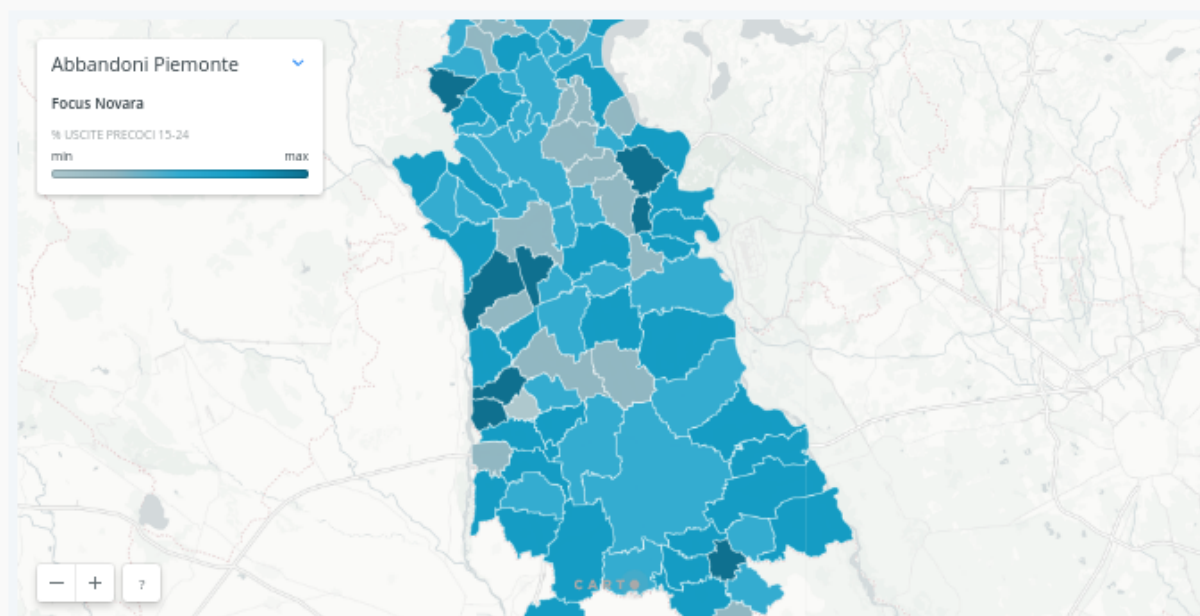 Abbandoni Piemonte
Focus Novara
% USCITE PRECOCI 15-24
min max
?
CARTO